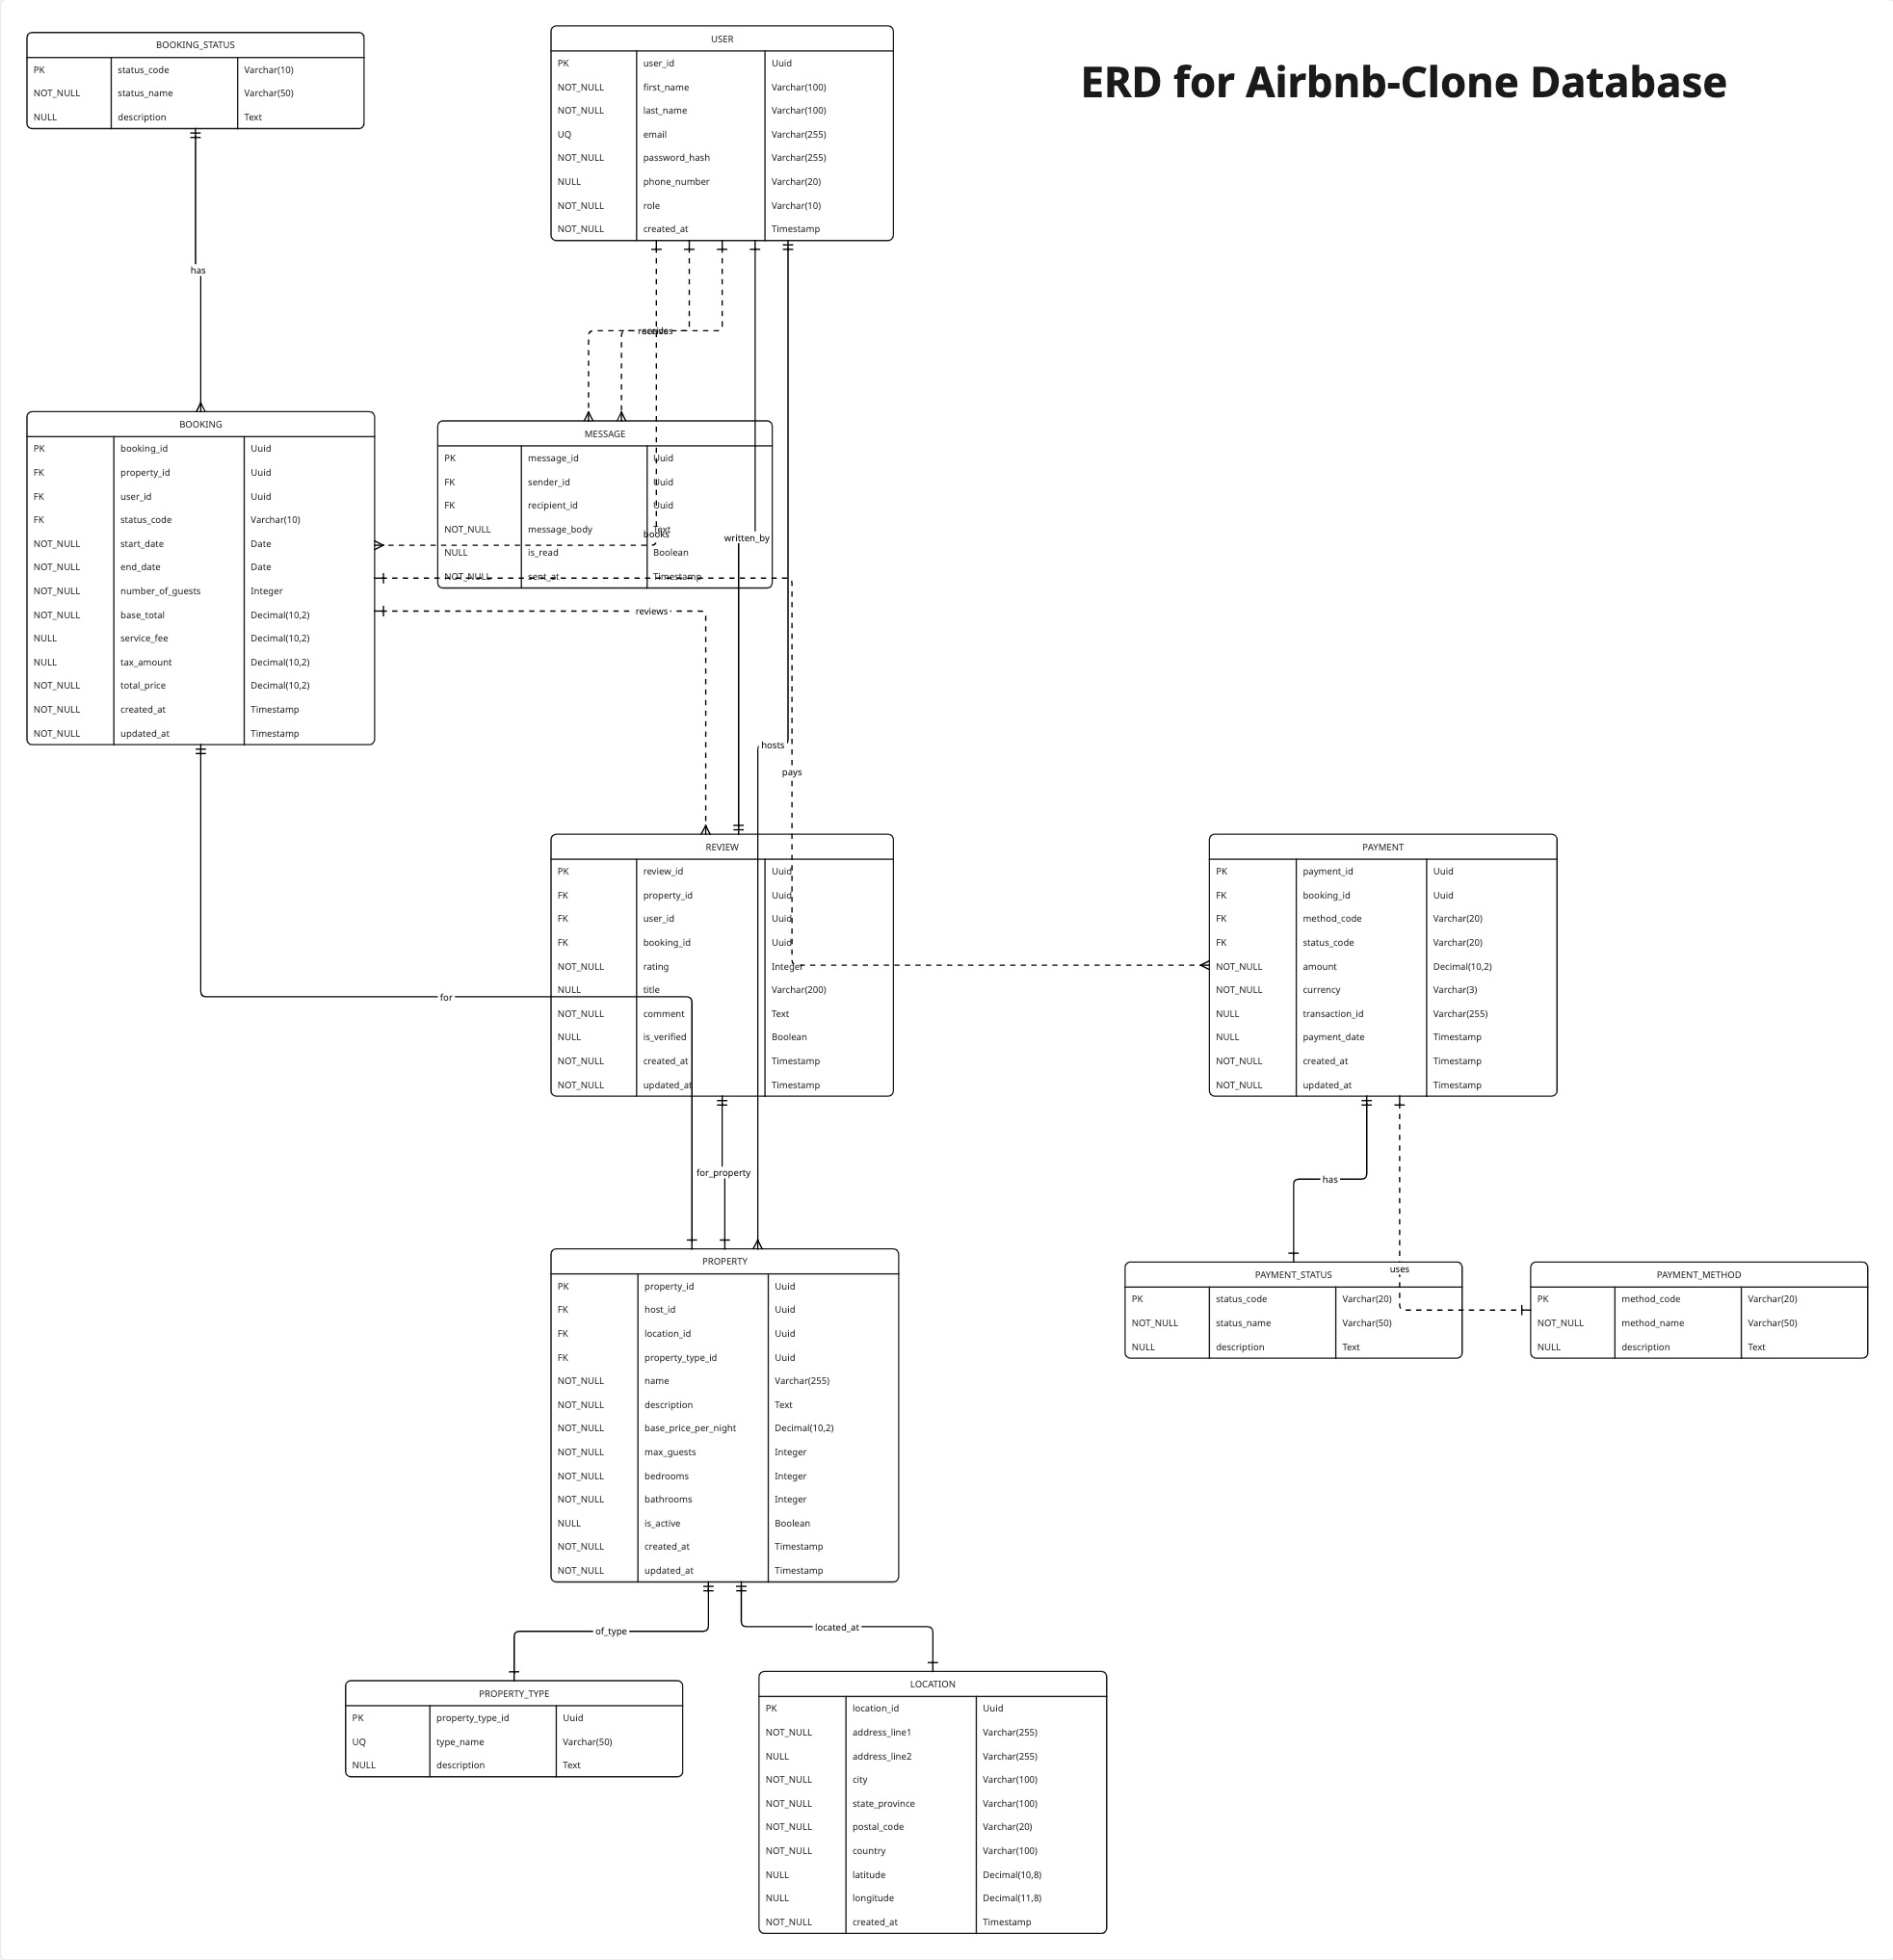 ERD for Airbnb-Clone Database
BOOKING_STATUS
PK status_code Varchar(10)
NOT_NULL status_name Varchar(50)
NULL description Text
USER
PK user_id Uuid
NOT_NULL first_name Varchar(100)
NOT_NULL last_name Varchar(100)
UQ email Varchar(255)
NOT_NULL password_hash Varchar(255)
NULL phone_number Varchar(20)
NOT_NULL role Varchar(10)
NOT_NULL created_at Timestamp
has
BOOKING
PK booking_id Uuid
FK property_id Uuid
FK user_id Uuid
FK status_code Varchar(10)
NOT_NULL start_date Date
NOT_NULL end_date Date
NOT_NULL number_of_guests Integer
NOT_NULL base_total Decimal(10,2)
NULL service_fee Decimal(10,2)
NULL tax_amount Decimal(10,2)
NOT_NULL total_price Decimal(10,2)
NOT_NULL created_at Timestamp
NOT_NULL updated_at Timestamp
MESSAGE
PK message_id Uuid
FK sender_id Uuid
FK recipient_id Uuid
NOT_NULL message_body Text
NULL is_read Boolean
NOT_NULL sent_at Timestamp
books
written_by
reviews
hosts
pays
REVIEW
PK review_id Uuid
FK property_id Uuid
FK user_id Uuid
FK booking_id Uuid
NOT_NULL rating Integer
NULL title Varchar(200)
NOT_NULL comment Text
NULL is_verified Boolean
NOT_NULL created_at Timestamp
NOT_NULL updated_at Timestamp
PAYMENT
PK payment_id Uuid
FK booking_id Uuid
FK method_code Varchar(20)
FK status_code Varchar(20)
NOT_NULL amount Decimal(10,2)
NOT_NULL currency Varchar(3)
NULL transaction_id Varchar(255)
NULL payment_date Timestamp
NOT_NULL created_at Timestamp
NOT_NULL updated_at Timestamp
for
for_property
has
uses
PROPERTY
PK property_id Uuid
FK host_id Uuid
FK location_id Uuid
FK property_type_id Uuid
NOT_NULL name Varchar(255)
NOT_NULL description Text
NOT_NULL base_price_per_night Decimal(10,2)
NOT_NULL max_guests Integer
NOT_NULL bedrooms Integer
NOT_NULL bathrooms Integer
NULL is_active Boolean
NOT_NULL created_at Timestamp
NOT_NULL updated_at Timestamp
PAYMENT_STATUS
PK status_code Varchar(20)
NOT_NULL status_name Varchar(50)
NULL description Text
PAYMENT_METHOD
PK method_code Varchar(20)
NOT_NULL method_name Varchar(50)
NULL description Text
of_type
located_at
PROPERTY_TYPE
PK property_type_id Uuid
UQ type_name Varchar(50)
NULL description Text
LOCATION
PK location_id Uuid
NOT_NULL address_line1 Varchar(255)
NULL address_line2 Varchar(255)
NOT_NULL city Varchar(100)
NOT_NULL state_province Varchar(100)
NOT_NULL postal_code Varchar(20)
NOT_NULL country Varchar(100)
NULL latitude Decimal(10,8)
NULL longitude Decimal(11,8)
NOT_NULL created_at Timestamp